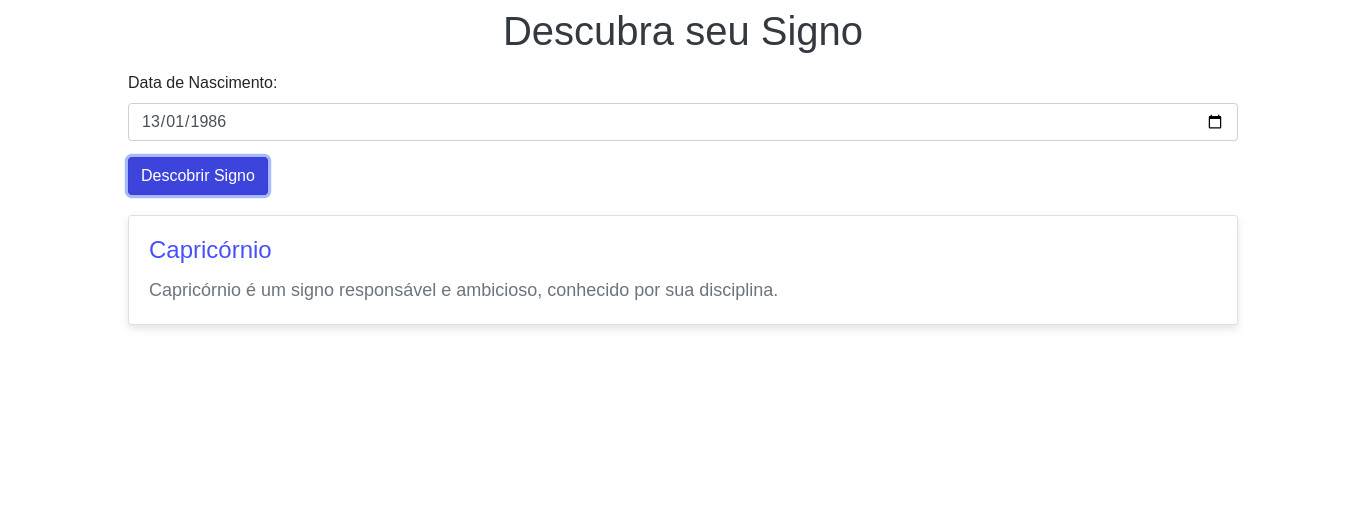 Descubra seu Signo
Data de Nascimento:
13/01/1986
Descobrir Signo
Capricórnio
Capricórnio é um signo responsável e ambicioso, conhecido por sua disciplina.